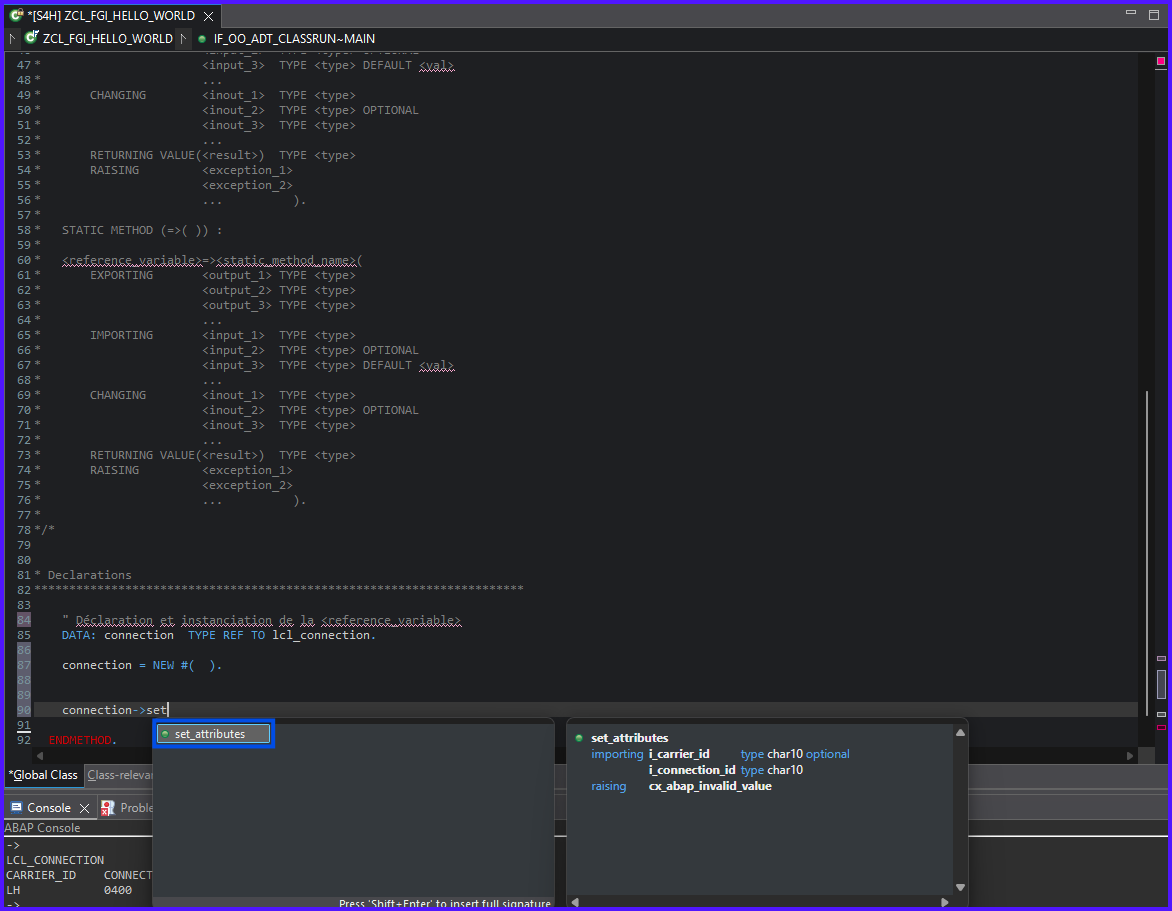 *[S4H] ZCL_FGI_HELLO_WORLD
ZCL_FGI_HELLO_WORLD IF_OO_ADT_CLASSRUN~MAIN
47 * <input_3> TYPE <type> DEFAULT <val>
48 * ...
49 * CHANGING <inout_1> TYPE <type>
50 * <inout_2> TYPE <type> OPTIONAL
51 * <inout_3> TYPE <type>
52 * ...
53 * RETURNING VALUE(<result>) TYPE <type>
54 * RAISING <exception_1>
55 * <exception_2>
56 * ... ).
57 *
58 * STATIC METHOD (=>( )) :
59 *
60 * <reference_variable>=><static_method_name>(
61 * EXPORTING <output_1> TYPE <type>
62 * <output_2> TYPE <type>
63 * <output_3> TYPE <type>
64 * ...
65 * IMPORTING <input_1> TYPE <type>
66 * <input_2> TYPE <type> OPTIONAL
67 * <input_3> TYPE <type> DEFAULT <val>
68 * ...
69 * CHANGING <inout_1> TYPE <type>
70 * <inout_2> TYPE <type> OPTIONAL
71 * <inout_3> TYPE <type>
72 * ...
73 * RETURNING VALUE(<result>) TYPE <type>
74 * RAISING <exception_1>
75 * <exception_2>
76 * ... ).
77 *
78 */*
79
80
81 * Declarations
82 **********************************************************************
83
84 " Déclaration et instanciation de la <reference_variable>
85 DATA: connection TYPE REF TO lcl_connection.
86
87 connection = NEW #( ).
88
89
90 connection->set
91
92 ENDMETHOD.
set_attributes
Press 'Shift+Enter' to insert full signature
set_attributes
importing i_carrier_id type char10 optional
i_connection_id type char10
raising cx_abap_invalid_value
*Global Class Class-relevan
Console Proble
ABAP Console
->
LCL_CONNECTION
CARRIER_ID CONNECT
LH 0400
->